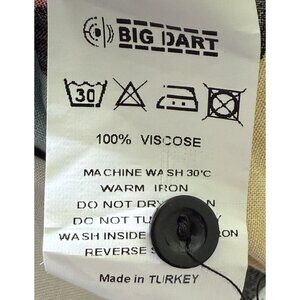 BIG DART
30
100% VISCOSE
MACHINE WASH 30°C
WARM IRON
DO NOT DRY
DO NOT TU
WASH INSIDE
REVERSE
Made in TURKEY